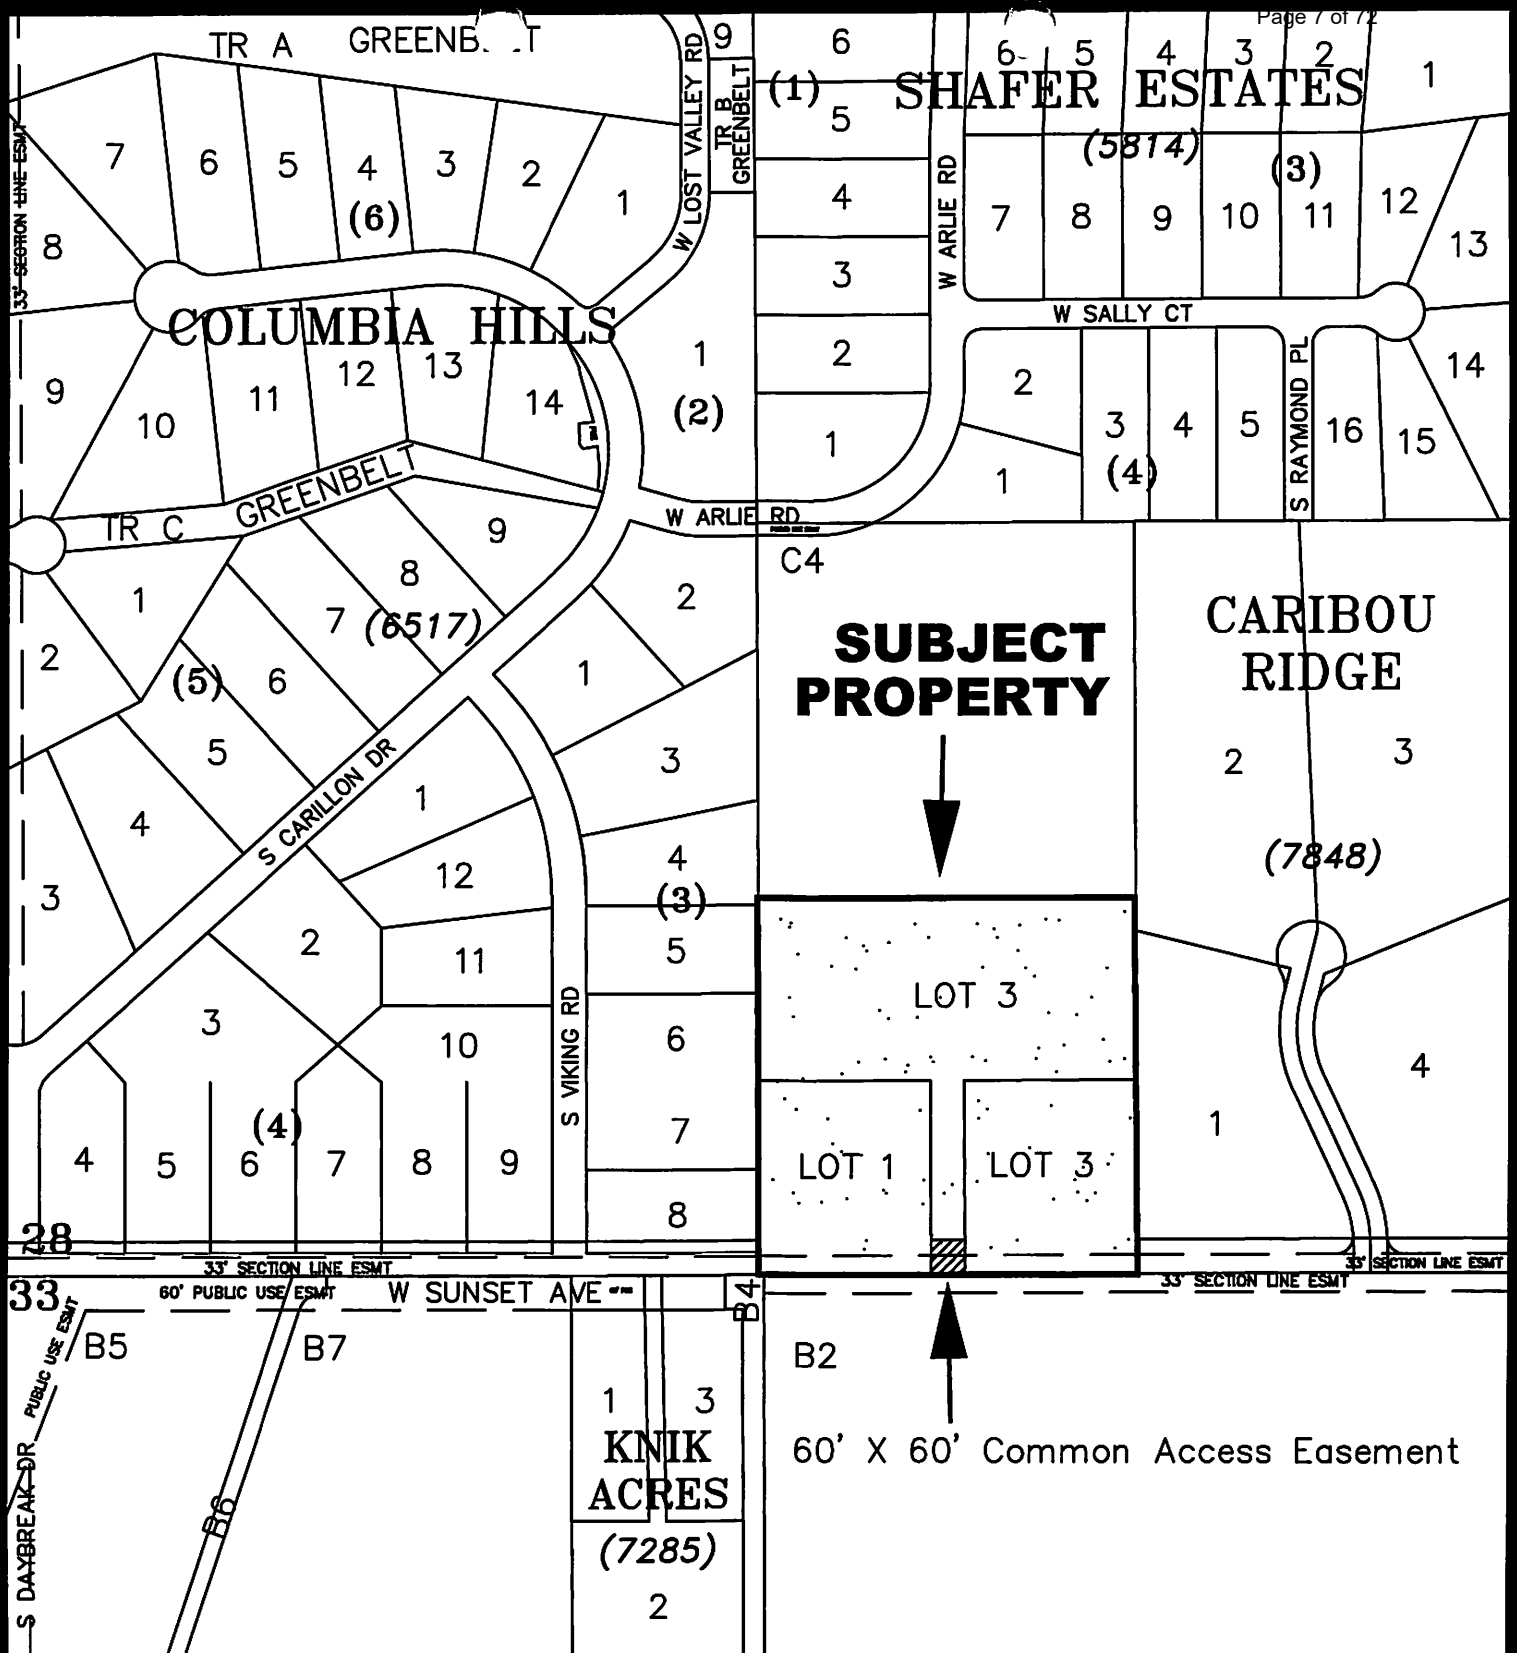 Page 7 of 72
TR A GREENB T
9
6
6 5 4 3 2 1
SHAFER ESTATES
(1)
(5814)
(3)
W LOST VALLEY RD
TR B
GREENBELT
5
4
3
2
1
W ARLIE RD
7 8 9 10 11 12 13
W SALLY CT
14
S RAYMOND PL
2
3 4 5 16 15
1
(4)
33' SECTION LINE ESMT
7 6 5 4 3 2 1
(6)
8
COLUMBIA HILLS
9
10 11 12 13 14
1
(2)
TR C GREENBELT
W ARLIE RD
C4
9
8
7
(6517)
1
2
(5)
6
5
4
3
2
1
3
4
(3)
5
6
7
8
S CARILLON DR
1
12
11
10
2
3
(4)
4 5 6 7 8 9
S VIKING RD
SUBJECT
PROPERTY
CARIBOU
RIDGE
2 3
(7848)
1
4
LOT 3
LOT 1
LOT 3
28
33' SECTION LINE ESMT
33' SECTION LINE ESMT
33' SECTION LINE ESMT
33
60' PUBLIC USE ESMT
W SUNSET AVE
B4
PUBLIC USE ESMT
B5
B7
B2
B6
S DAYBREAK DR
1 3
KNIK
ACRES
(7285)
2
60' X 60' Common Access Easement